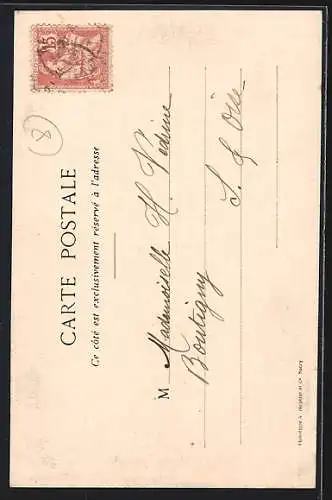 CARTE POSTALE
Ce côté est exclusivement réservé à l'adresse
M Mademoiselle H.
Boutigny
S. & Oise
8
15